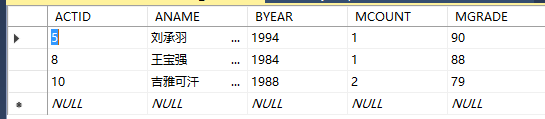 ACTID ANAME BYEAR MCOUNT MGRADE
5 刘承羽 ... 1994 1 90
8 王宝强 ... 1984 1 88
10 吉雅可汗 ... 1988 2 79
NULL NULL NULL NULL NULL